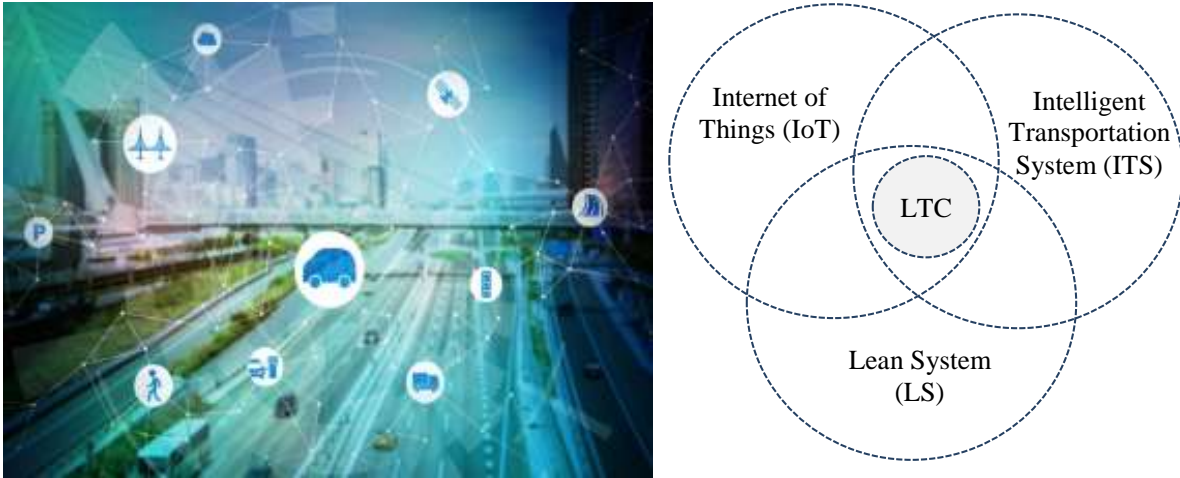 P
Internet of
Things (IoT)
Intelligent
Transportation
System (ITS)
LTC
Lean System
(LS)